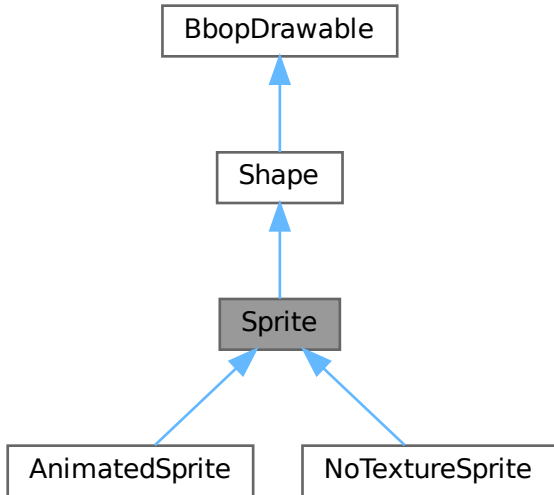 BbopDrawable
Shape
Sprite
AnimatedSprite
NoTextureSprite